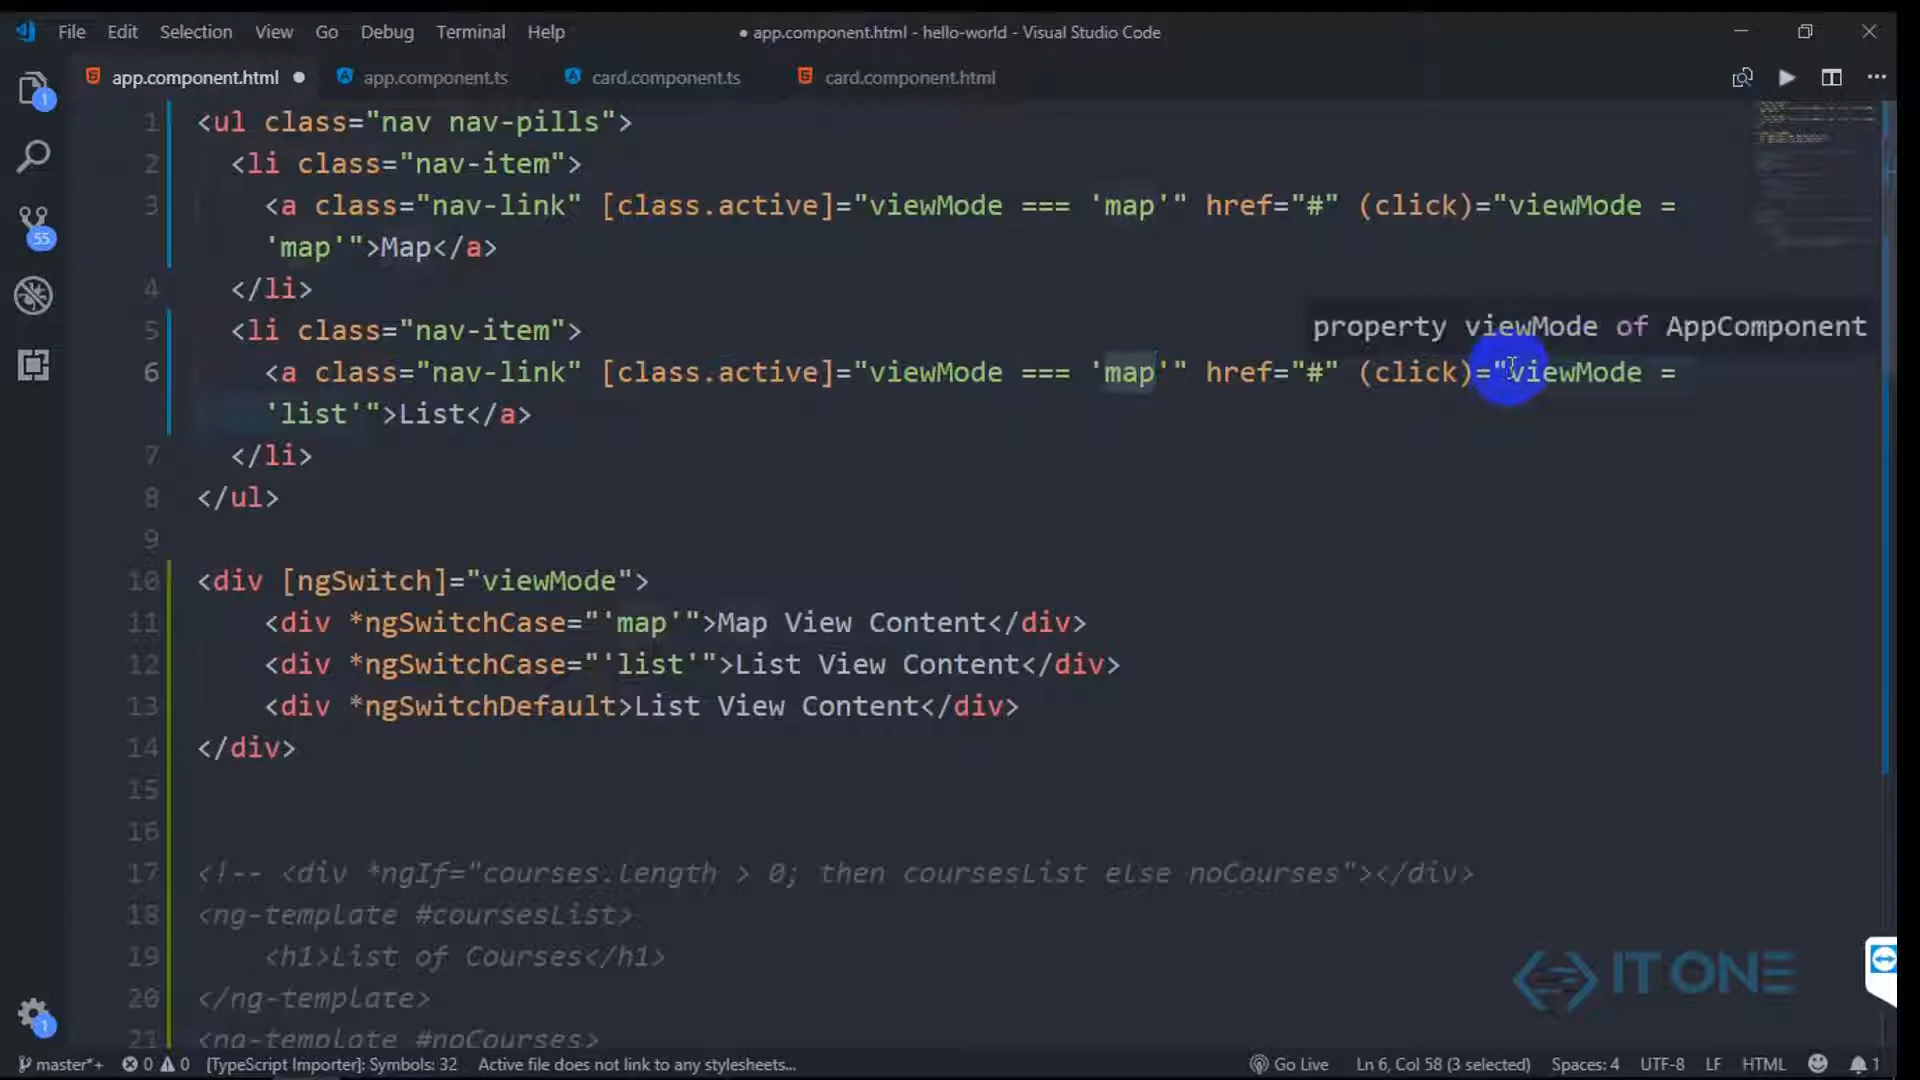 File Edit Selection View Go Debug Terminal Help ● app.component.html - hello-world - Visual Studio Code
app.component.html ● app.component.ts card.component.ts card.component.html
1 <ul class="nav nav-pills">
2 <li class="nav-item">
3 <a class="nav-link" [class.active]="viewMode === 'map'" href="#" (click)="viewMode =
'map'">Map</a>
4 </li>
5 <li class="nav-item">
property viewMode of AppComponent
6 <a class="nav-link" [class.active]="viewMode === 'map'" href="#" (click)="viewMode =
'list'">List</a>
7 </li>
8 </ul>
9
10 <div [ngSwitch]="viewMode">
11 <div *ngSwitchCase="'map'">Map View Content</div>
12 <div *ngSwitchCase="'list'">List View Content</div>
13 <div *ngSwitchDefault>List View Content</div>
14 </div>
15
16
17 <!-- <div *ngIf="courses.length > 0; then coursesList else noCourses"></div>
18 <ng-template #coursesList>
19 <h1>List of Courses</h1>
20 </ng-template>
21 <ng-template #noCourses>
1
55
1
IT ONE
master*+ 0 0 [TypeScript Importer]: Symbols: 32 Active file does not link to any stylesheets... Go Live Ln 6, Col 58 (3 selected) Spaces: 4 UTF-8 LF HTML 1